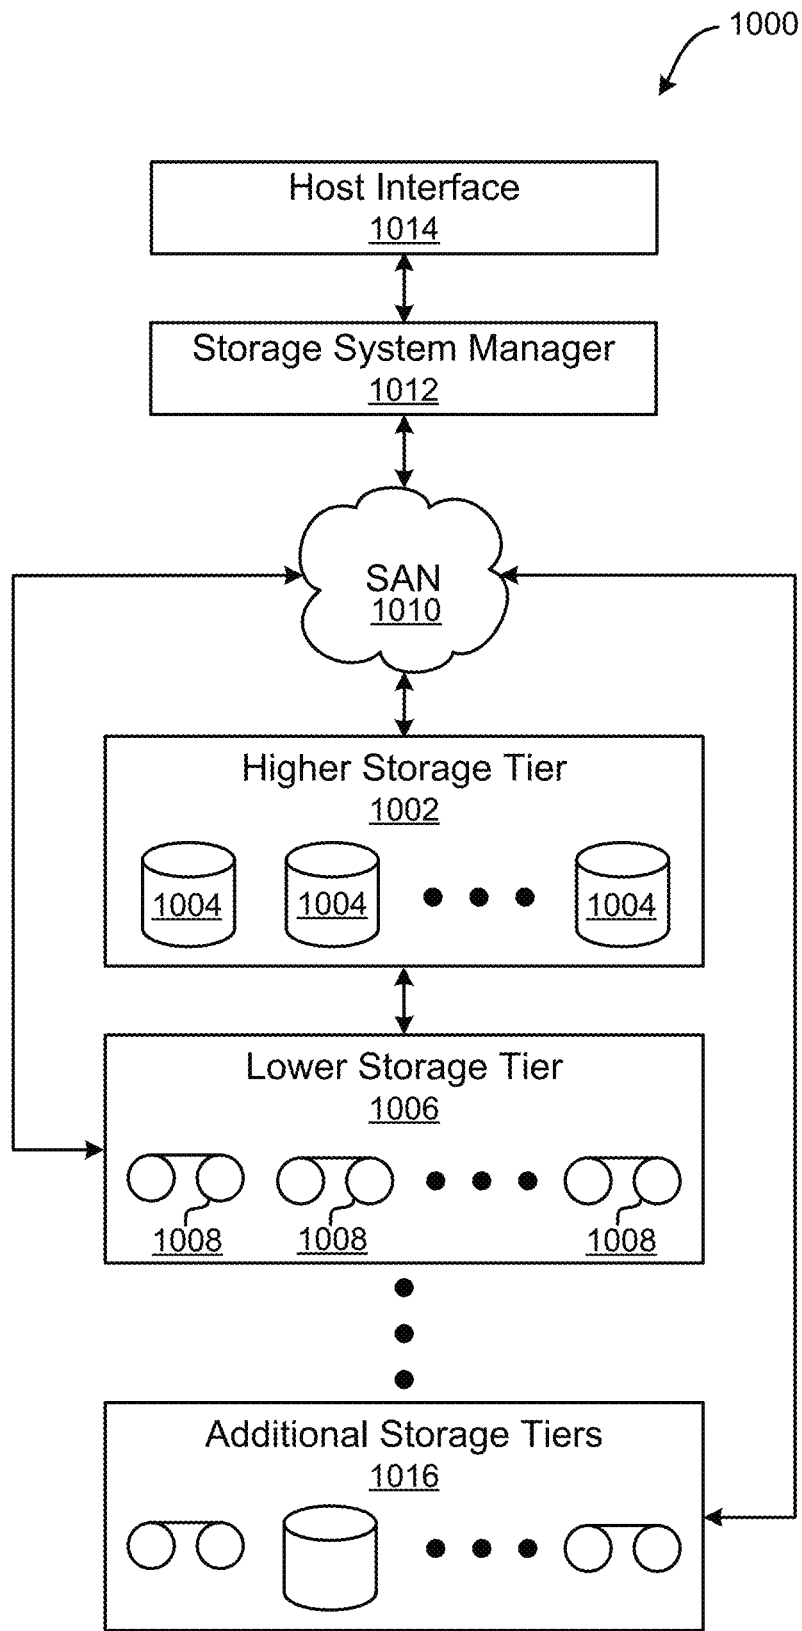 1000
Host Interface
1014
Storage System Manager
1012
SAN
1010
Higher Storage Tier
1002
1004 1004 1004
Lower Storage Tier
1006
1008 1008 1008
Additional Storage Tiers
1016